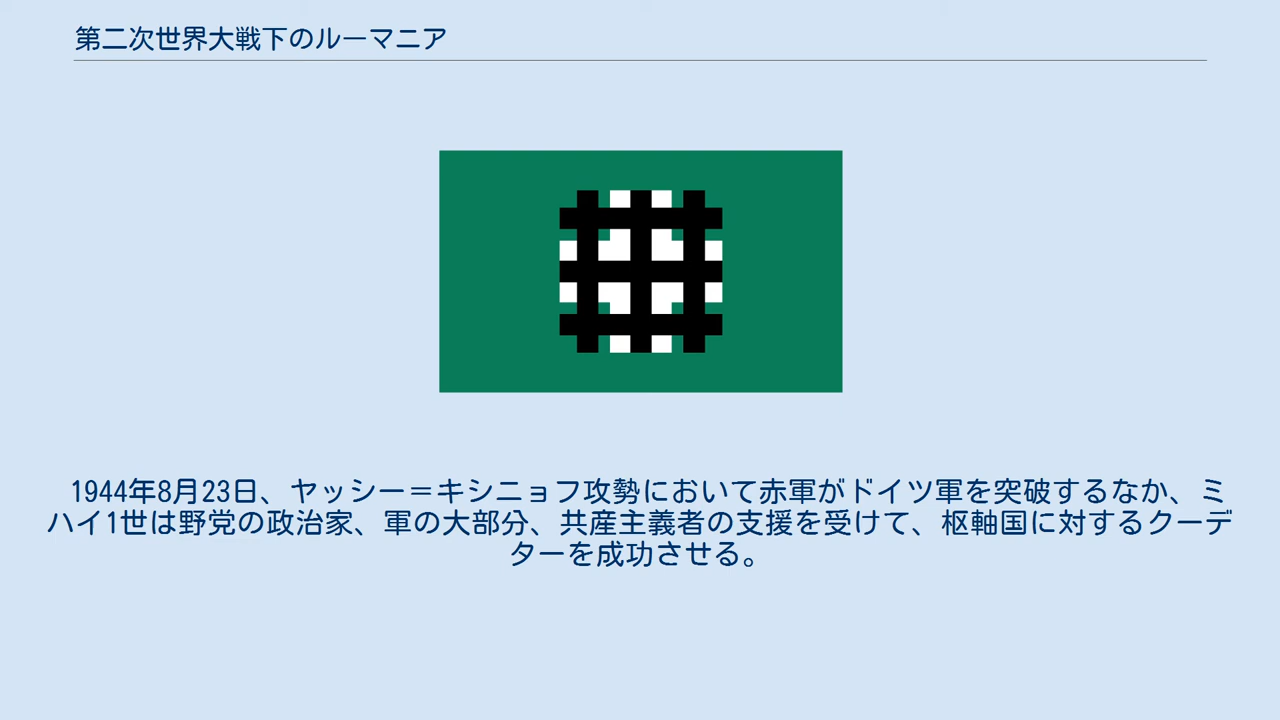 第二次世界大戦下のルーマニア
1944年8月23日、ヤッシー＝キシニョフ攻勢において赤軍がドイツ軍を突破するなか、ミ
ハイ1世は野党の政治家、軍の大部分、共産主義者の支援を受けて、枢軸国に対するクーデ
ターを成功させる。